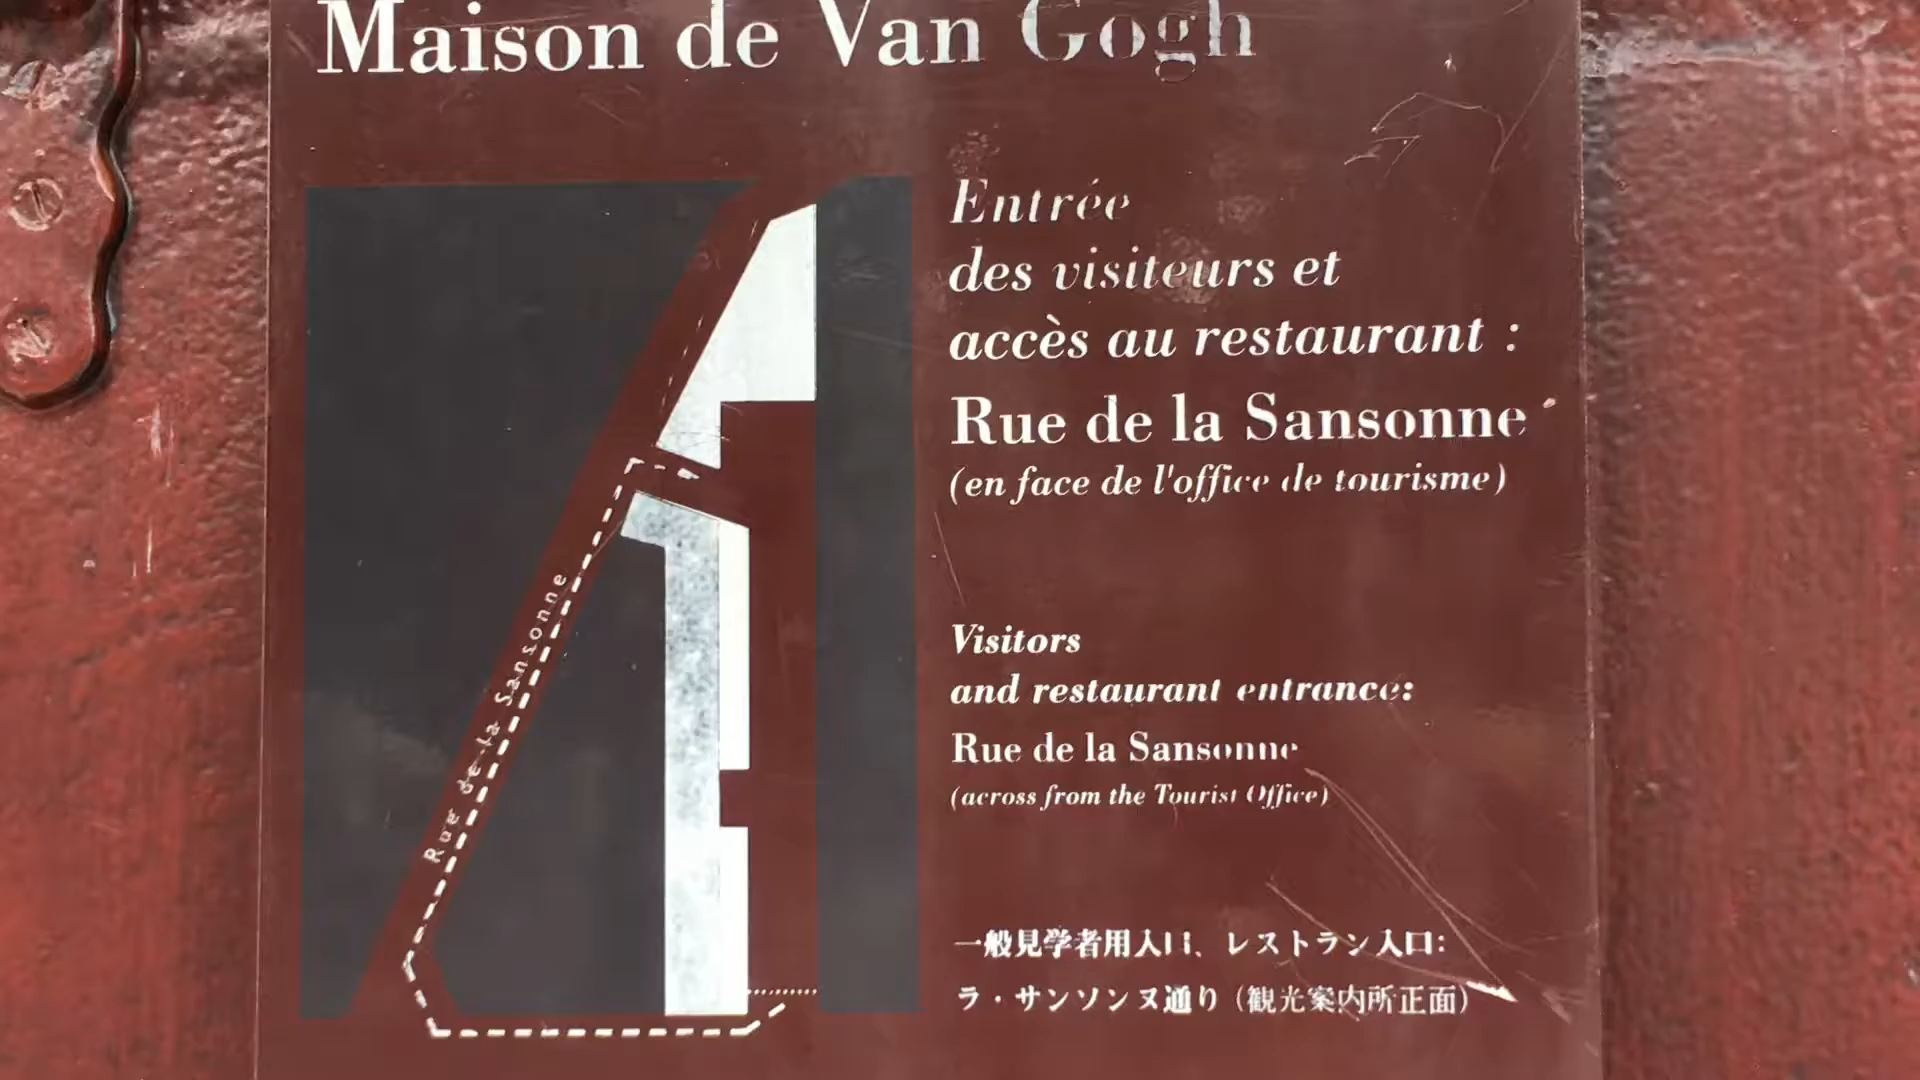 Maison de Van Gogh
Entrée
des visiteurs et
accès au restaurant :
Rue de la Sansonne
(en face de l'office de tourisme)
Visitors
and restaurant entrance:
Rue de la Sansonne
(across from the Tourist Office)
一般見学者用入口、レストラン入口:
ラ・サンソンヌ通り (観光案内所正面)
Rue de la Sansonne